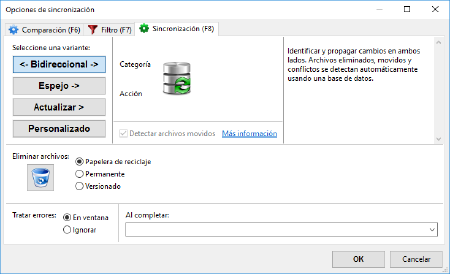 Opciones de sincronización
Comparación (F6)
Filtro (F7)
Sincronización (F8)
Seleccione una variante:
<- Bidireccional ->
Espejo ->
Actualizar >
Personalizado
Categoría
Acción
Detectar archivos movidos
Más información
Identificar y propagar cambios en ambos
lados. Archivos eliminados, movidos y
conflictos se detectan automáticamente
usando una base de datos.
Eliminar archivos:
Papelera de reciclaje
Permanente
Versionado
Tratar errores:
En ventana
Ignorar
Al completar:
OK
Cancelar